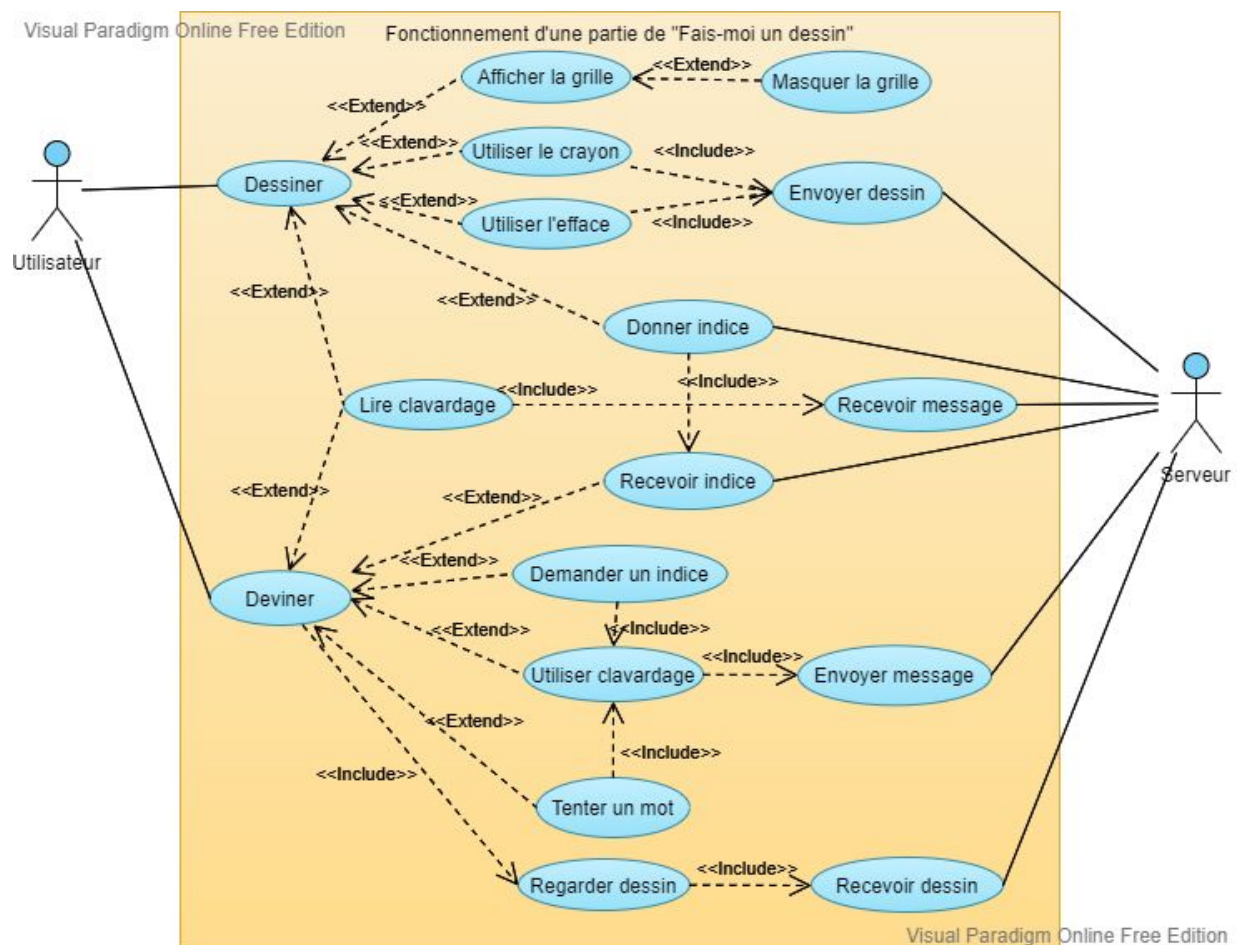 Visual Paradigm Online Free Edition
Fonctionnement d'une partie de "Fais-moi un dessin"
<<Extend>>
Afficher la grille
Masquer la grille
<<Extend>>
<<Extend>>
<<Include>>
Utiliser le crayon
Dessiner
Envoyer dessin
<<Extend>>
Utiliser l'efface
<<Include>>
Utilisateur
<<Extend>>
<<Extend>>
Donner indice
<<Include>>
<<Include>>
Lire clavardage
Recevoir message
Serveur
Recevoir indice
<<Extend>>
<<Extend>>
<<Extend>>
Demander un indice
Deviner
<<Extend>>
<<Include>>
<<Include>>
Utiliser clavardage
Envoyer message
<<Extend>>
<<Include>>
<<Include>>
Tenter un mot
<<Include>>
Regarder dessin
Recevoir dessin
Visual Paradigm Online Free Edition